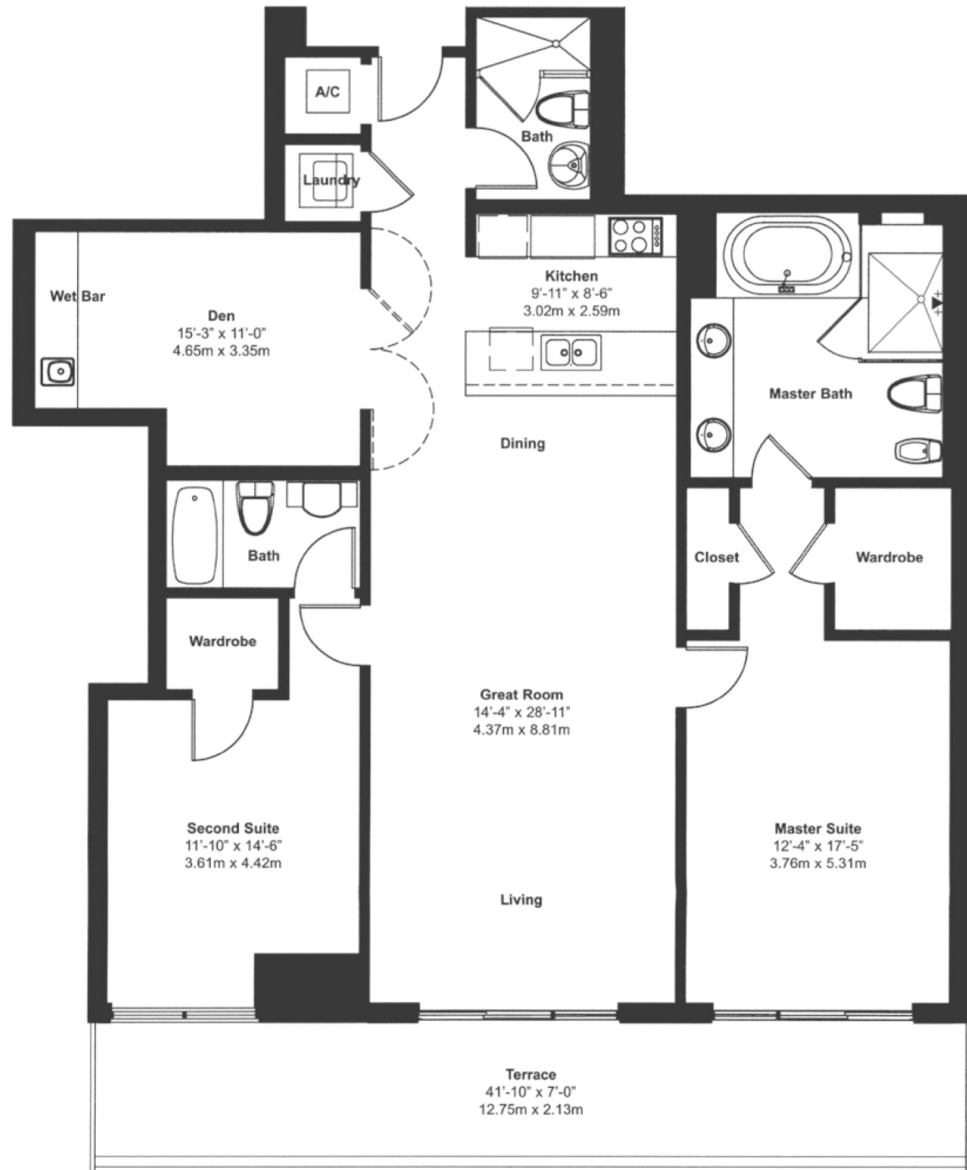 A/C
Bath
Laundry
Wet Bar
Den
15'-3" x 11'-0"
4.65m x 3.35m
Kitchen
9'-11" x 8'-6"
3.02m x 2.59m
Master Bath
Dining
Bath
Closet
Wardrobe
Wardrobe
Great Room
14'-4" x 28'-11"
4.37m x 8.81m
Second Suite
11'-10" x 14'-6"
3.61m x 4.42m
Master Suite
12'-4" x 17'-5"
3.76m x 5.31m
Living
Terrace
41'-10" x 7'-0"
12.75m x 2.13m